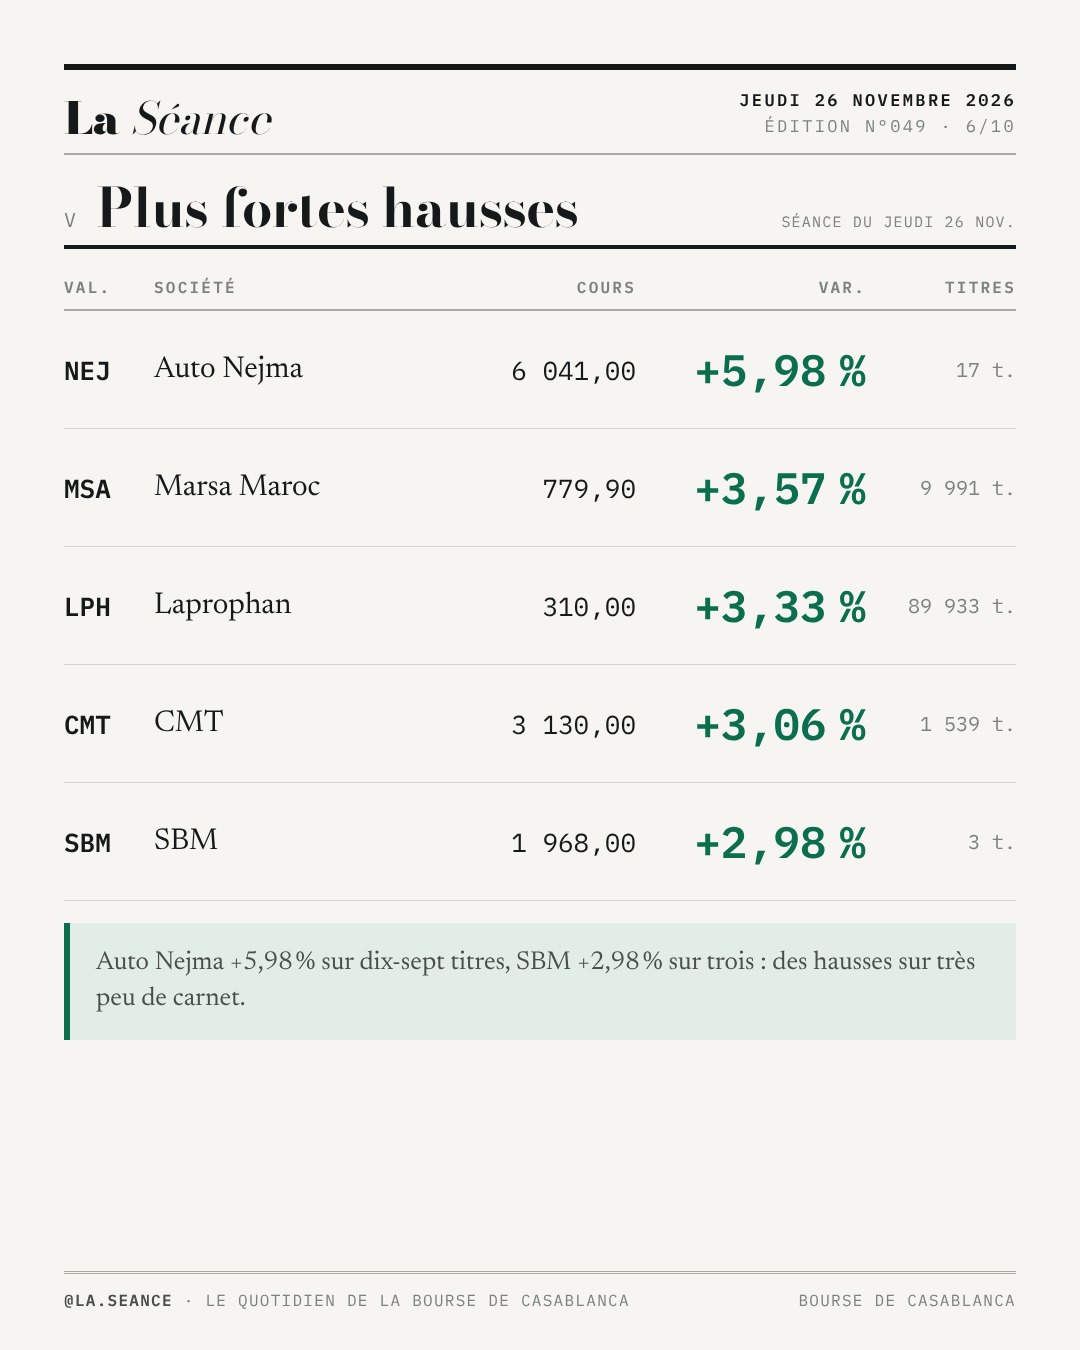 La Séance
JEUDI 26 NOVEMBRE 2026
ÉDITION N°049 · 6/10
V Plus fortes hausses
SÉANCE DU JEUDI 26 NOV.
VAL. SOCIÉTÉ COURS VAR. TITRES
NEJ Auto Nejma 6 041,00 +5,98 % 17 t.
MSA Marsa Maroc 779,90 +3,57 % 9 991 t.
LPH Laprophan 310,00 +3,33 % 89 933 t.
CMT CMT 3 130,00 +3,06 % 1 539 t.
SBM SBM 1 968,00 +2,98 % 3 t.
Auto Nejma +5,98 % sur dix-sept titres, SBM +2,98 % sur trois : des hausses sur très
peu de carnet.
@LA.SEANCE · LE QUOTIDIEN DE LA BOURSE DE CASABLANCA
BOURSE DE CASABLANCA